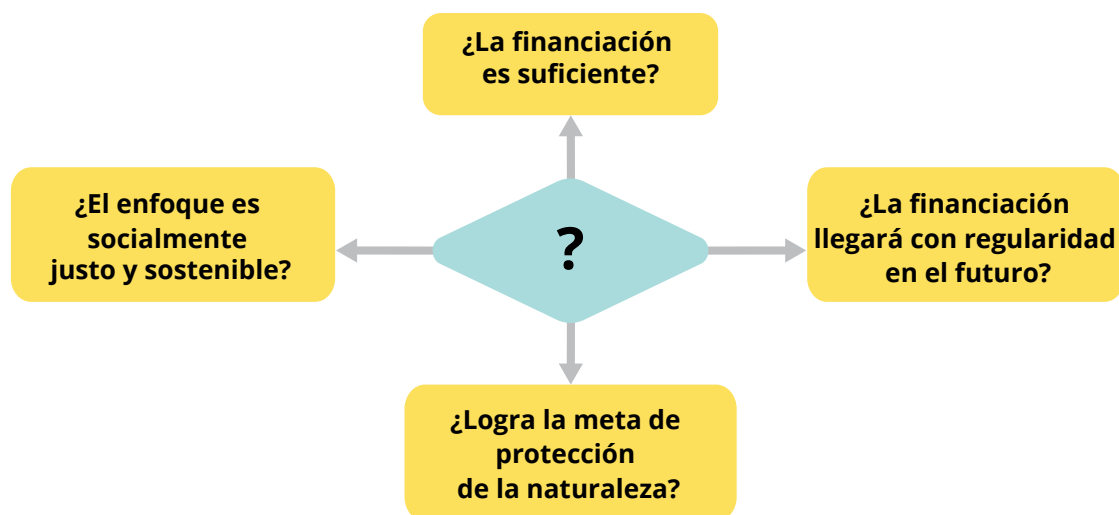 ¿La financiación
es suficiente?
¿El enfoque es
socialmente
justo y sostenible?
?
¿La financiación
llegará con regularidad
en el futuro?
¿Logra la meta de
protección
de la naturaleza?